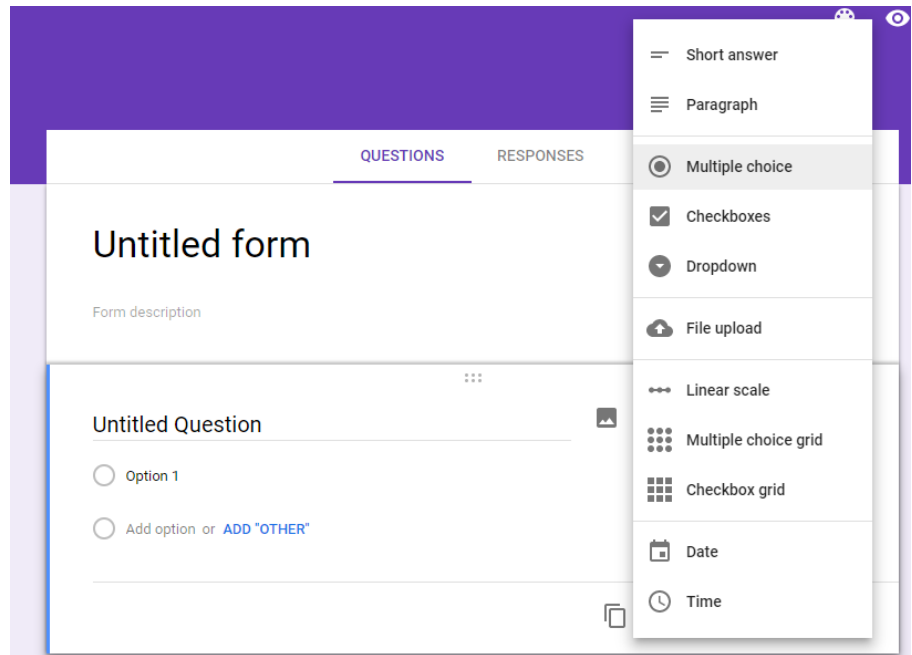 QUESTIONS RESPONSES
Untitled form
Form description
Untitled Question
Option 1
Add option or ADD "OTHER"
Short answer
Paragraph
Multiple choice
Checkboxes
Dropdown
File upload
Linear scale
Multiple choice grid
Checkbox grid
Date
Time